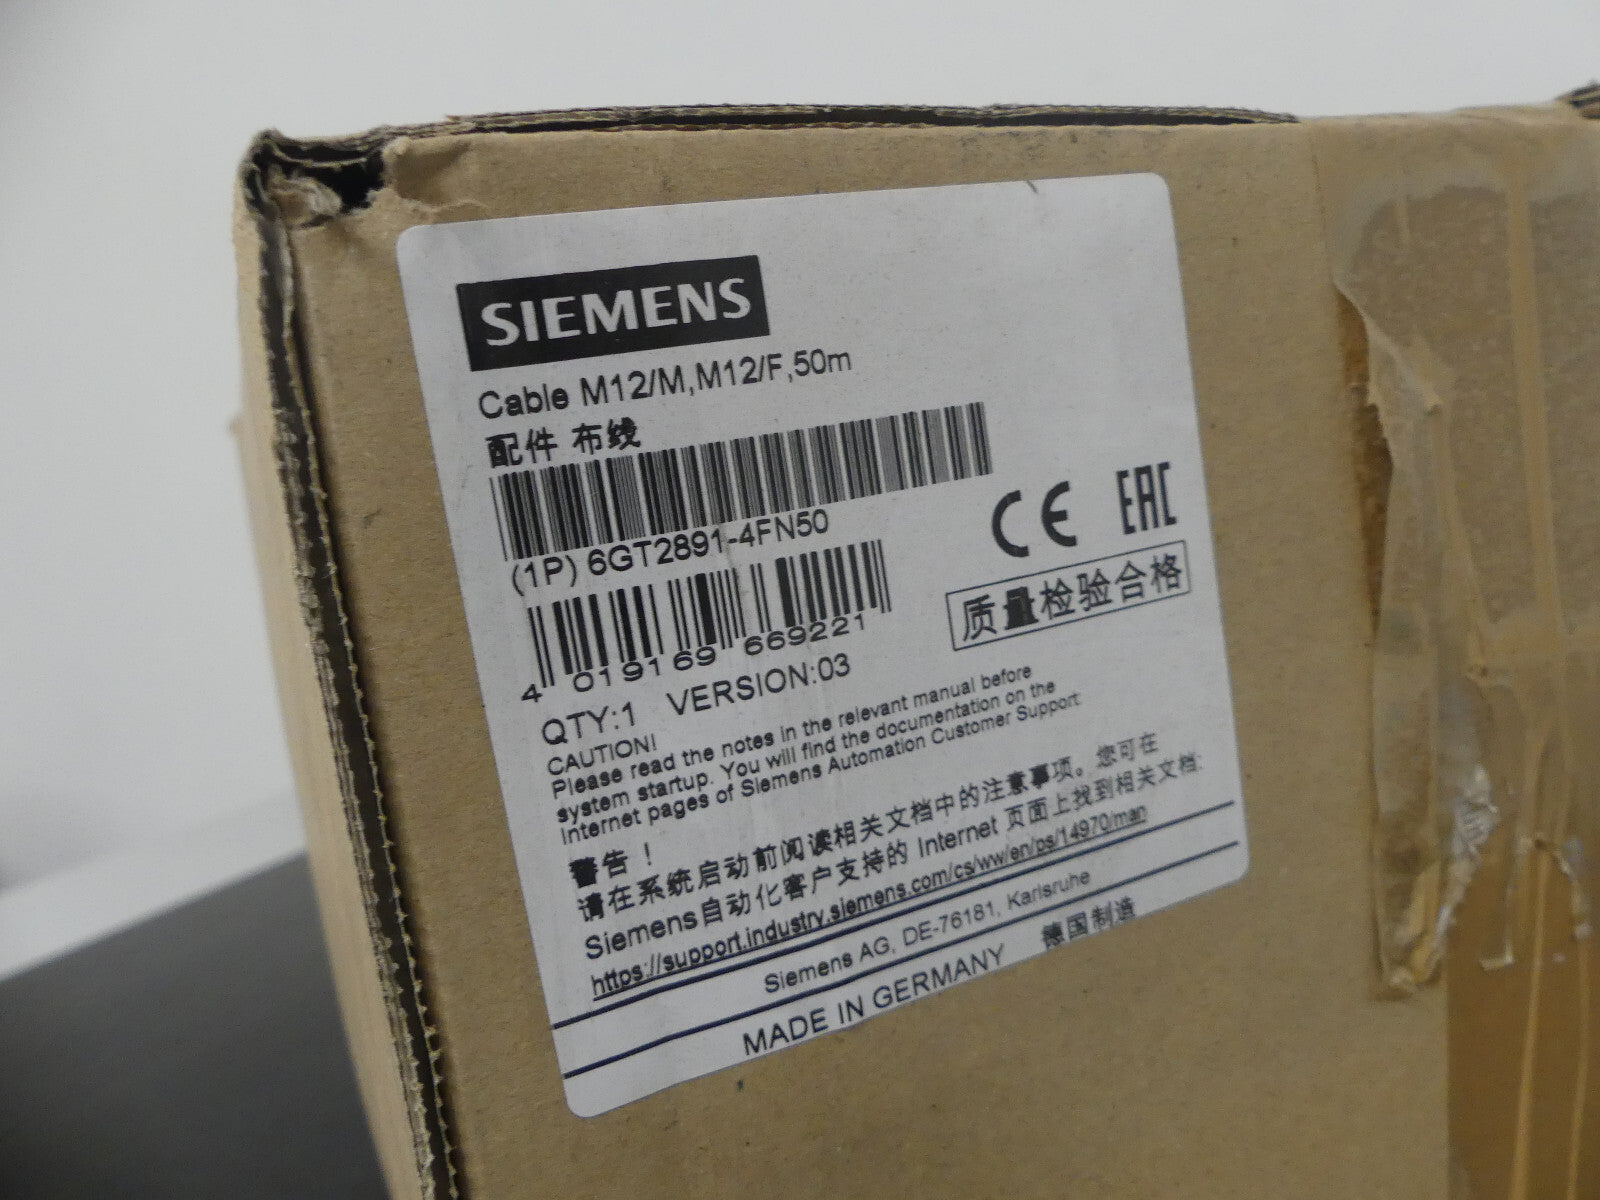 SIEMENS
Cable M12/M,M12/F,50m
配件 布线
(1P) 6GT2891-4FN50
CE EAC
4 019169 669221
质量检验合格
QTY:1 VERSION:03
CAUTION!
Please read the notes in the relevant manual before
system startup. You will find the documentation on the
Internet pages of Siemens Automation Customer Support.
警告！
请在系统启动前阅读相关文档中的注意事项。您可在
Siemens自动化客户支持的 Internet 页面上找到相关文档:
https://support.industry.siemens.com/cs/ww/en/ps/14970/man
Siemens AG, DE-76181, Karlsruhe
MADE IN GERMANY 德国制造